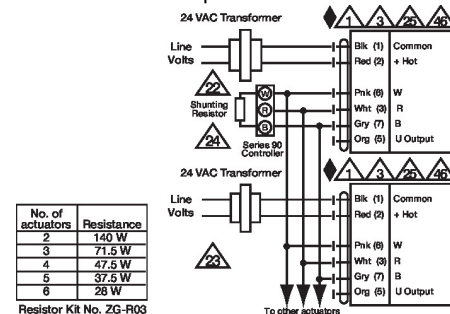 24 VAC Transformer
1 3 25 46
Line
Volts
Blk (1) Common
Red (2) + Hot
22
Pnk (6) W
Shunting
Resistor
W
R
B
Wht (3) R
Gry (7) B
24
Series 90
Controller
Org (5) U Output
24 VAC Transformer
1 3 25 46
Line
Volts
Blk (1) Common
Red (2) + Hot
23
Pnk (6) W
Wht (3) R
Gry (7) B
Org (5) U Output
To other actuators
No. of
actuators Resistance
2 140 W
3 71.5 W
4 47.5 W
5 37.5 W
6 28 W
Resistor Kit No. ZG-R03